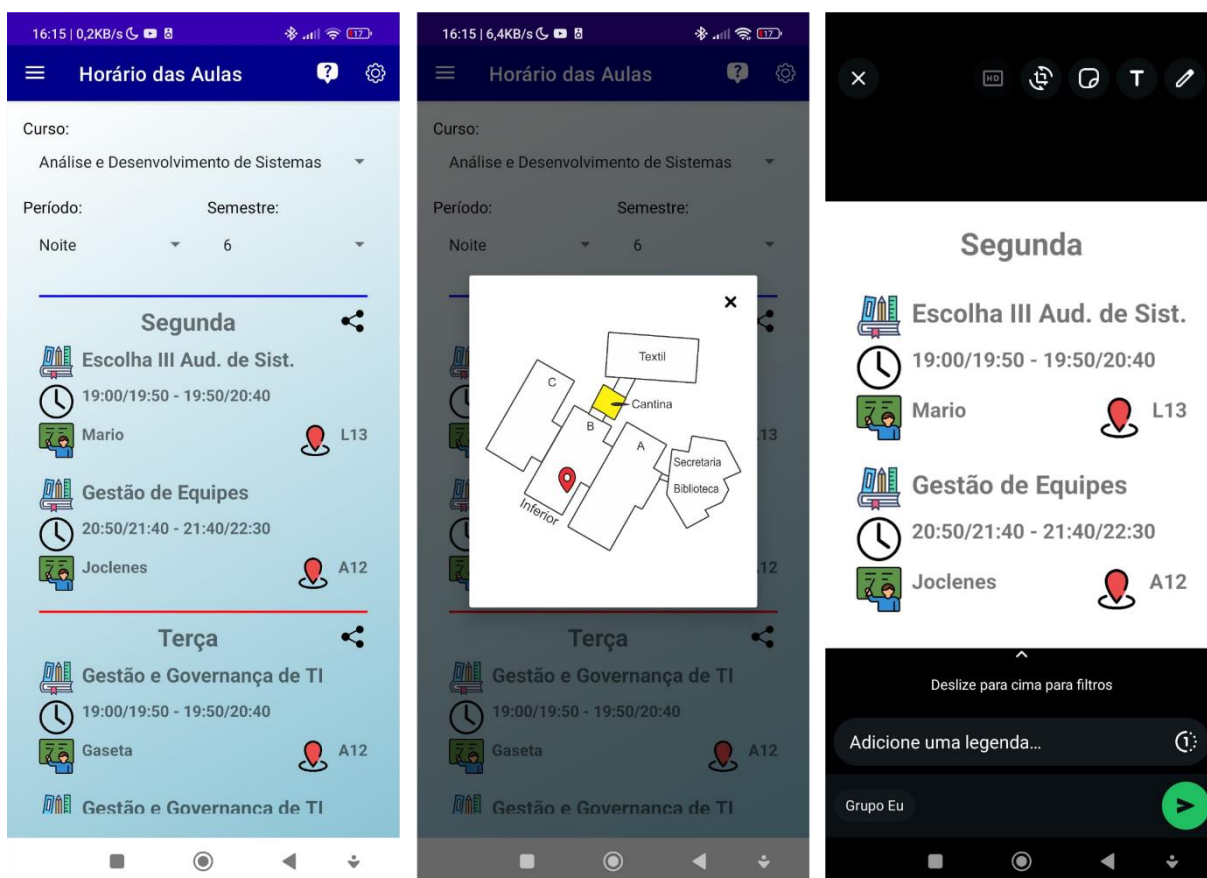 16:15 | 0,2KB/s
17
Horário das Aulas
?
Curso:
Análise e Desenvolvimento de Sistemas
Período: Semestre:
Noite 6
Segunda
Escolha III Aud. de Sist.
19:00/19:50 - 19:50/20:40
Mario L13
Gestão de Equipes
20:50/21:40 - 21:40/22:30
Joclenes A12
Terça
Gestão e Governança de TI
19:00/19:50 - 19:50/20:40
Gaseta A12
Gestão e Governança de TI
16:15 | 6,4KB/s
17
Horário das Aulas
?
Curso:
Análise e Desenvolvimento de Sistemas
Período: Semestre:
Noite 6
Textil
C
Cantina
B
A
Secretaria
Biblioteca
Inferior
13
12
Terça
Gestão e Governança de TI
19:00/19:50 - 19:50/20:40
Gaseta A12
Gestão e Governança de TI
HD
T
Segunda
Escolha III Aud. de Sist.
19:00/19:50 - 19:50/20:40
Mario L13
Gestão de Equipes
20:50/21:40 - 21:40/22:30
Joclenes A12
Deslize para cima para filtros
Adicione uma legenda...
1
Grupo Eu